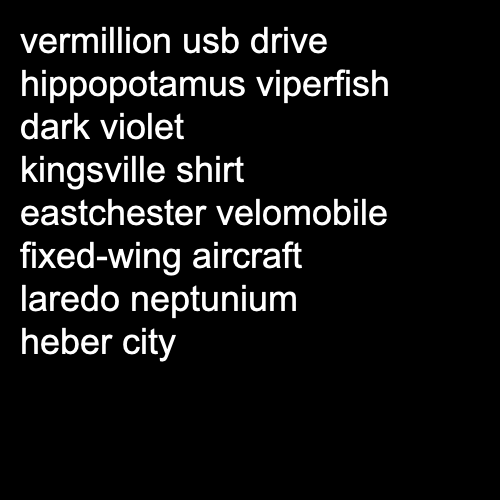 vermillion usb drive
hippopotamus viperfish
dark violet
kingsville shirt
eastchester velomobile
fixed-wing aircraft
laredo neptunium
heber city